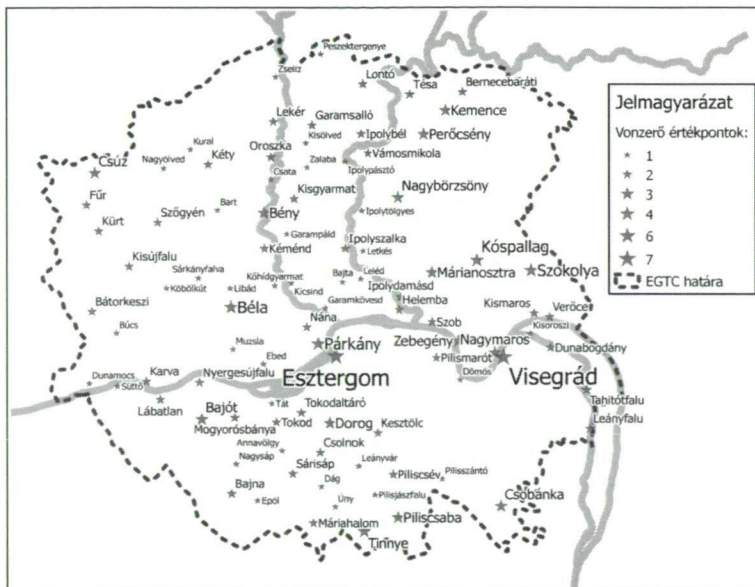 Peszektergenye
Zseliz
Lontó
Tésa
Bernecebaráti
Jelmagyarázat
Vonzerő értékpontok:
1
2
3
4
6
7
EGTC határa
Lekér
Garamsalló
Kemence
Kural
Kisölved
Ipolybél
Perőcsény
Oroszka
Csúz
Nagyölved
Kéty
Zalaba
Vámosmikola
Csata
Ipolypásztó
Fűr
Kisgyarmat
Nagybörzsöny
Bart
Bény
Ipolytölgyes
Kürt
Szőgyén
Garampáld
Kéménd
Ipolyszalka
Letkés
Kóspallag
Kisújfalu
Sárkányfalva
Kőhídgyarmat
Bajta
Leléd
Márianosztra
Szokolya
Köbölkút
Libád
Kicsind
Ipolydamásd
Bátorkeszi
Béla
Garamkövesd
Helemba
Kismaros
Verőce
Búcs
Nána
Szob
Kisoroszi
Muzsla
Párkány
Zebegény
Nagymaros
Dunabogdány
Ebed
Esztergom
Pilismarót
Visegrád
Dunamocs
Karva
Nyergesújfalu
Dömös
Süttő
Tahitótfalu
Lábatlan
Bajót
Tát
Tokodaltáró
Leányfalu
Mogyorósbánya
Tokod
Dorog
Kesztölc
Annavölgy
Csolnok
Nagysáp
Sárisáp
Leányvár
Piliscsév
Pilisszántó
Bajna
Dág
Epöl
Úny
Pilisjászfalu
Csobánka
Máriahalom
Piliscsaba
Tinnye